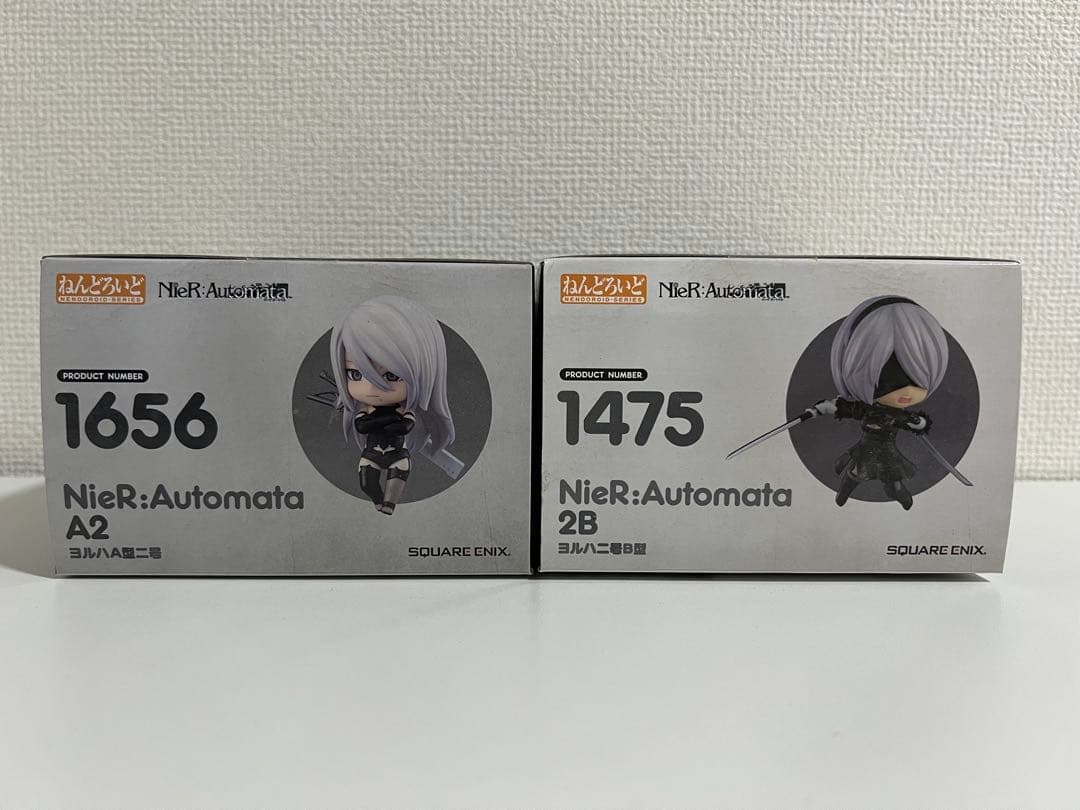 ねんどろいど
NENDOROID-SERIES
NieR:Automata
PRODUCT NUMBER
1656
NieR:Automata
A2
ヨルハA型二号
SQUARE ENIX.
ねんどろいど
NENDOROID-SERIES
NieR:Automata
PRODUCT NUMBER
1475
NieR:Automata
2B
ヨルハ二号B型
SQUARE ENIX.